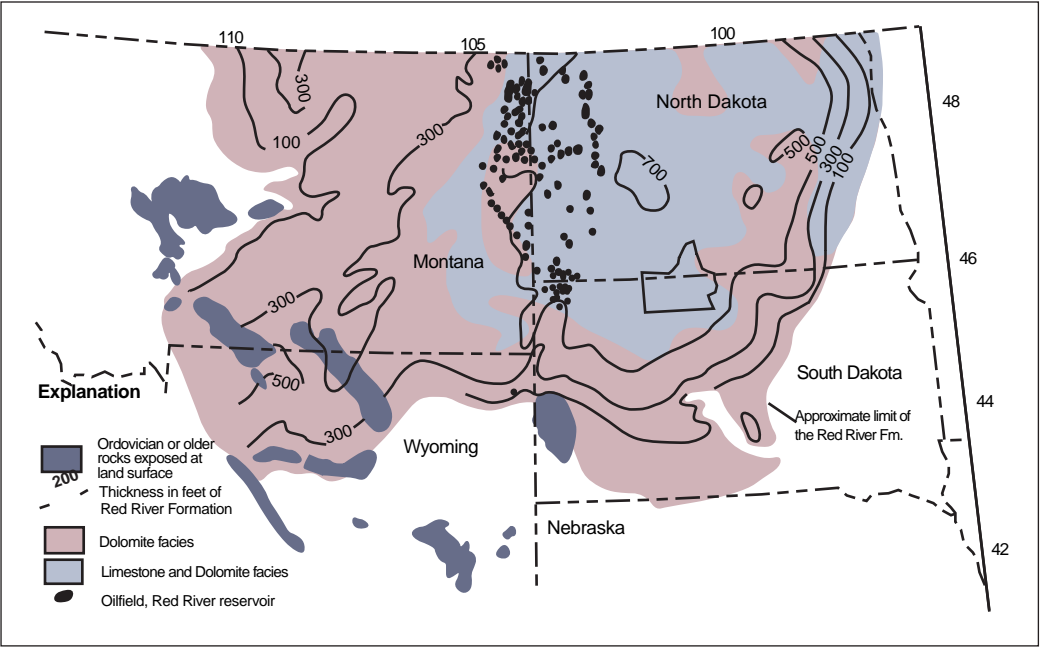 110
105
100
48
46
44
42
300
100
300
North Dakota
700
500
500
300
100
Montana
300
500
300
Wyoming
South Dakota
Approximate limit of
the Red River Fm.
Nebraska
Explanation
Ordovician or older
rocks exposed at
land surface
200
Thickness in feet of
Red River Formation
Dolomite facies
Limestone and Dolomite facies
Oilfield, Red River reservoir